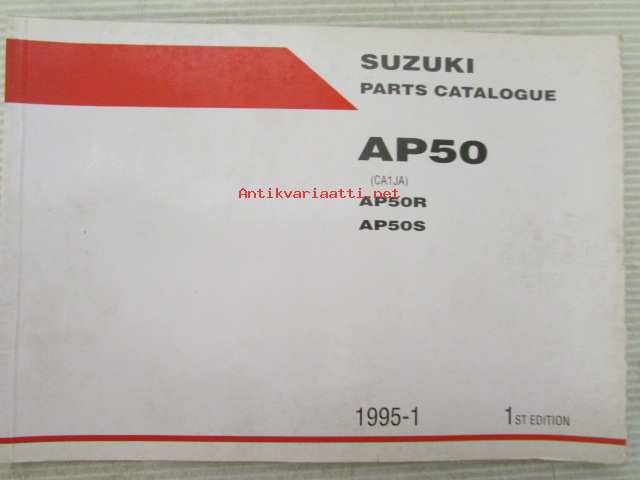 SUZUKI
PARTS CATALOGUE
AP50
(CA1JA)
Antikvariaatti.net
AP50R
AP50S
1995-1 1ST EDITION